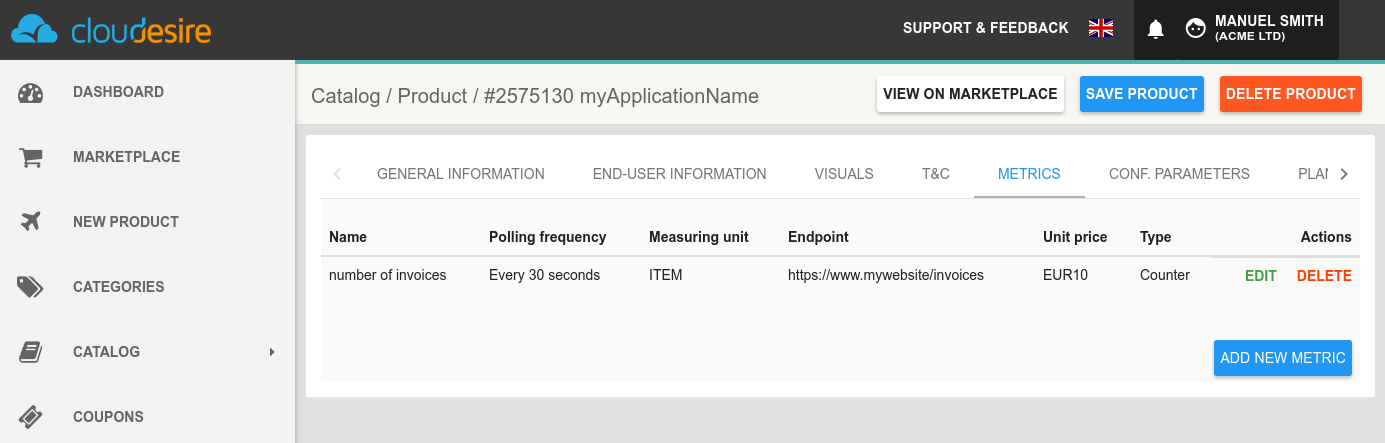 cloudesire
SUPPORT & FEEDBACK
MANUEL SMITH
(ACME LTD)
DASHBOARD
MARKETPLACE
NEW PRODUCT
CATEGORIES
CATALOG
COUPONS
Catalog / Product / #2575130 myApplicationName
VIEW ON MARKETPLACE
SAVE PRODUCT
DELETE PRODUCT
GENERAL INFORMATION END-USER INFORMATION VISUALS T&C METRICS CONF. PARAMETERS PLAN
Name Polling frequency Measuring unit Endpoint Unit price Type Actions
number of invoices Every 30 seconds ITEM https://www.mywebsite/invoices EUR10 Counter EDIT DELETE
ADD NEW METRIC